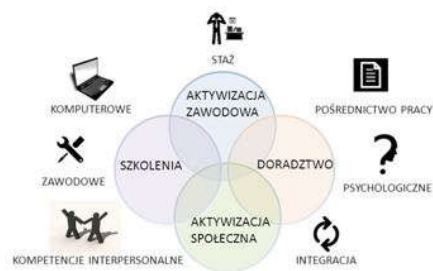 STAŻ
KOMPUTEROWE
AKTYWIZACJA
ZAWODOWA
POŚREDNICTWO PRACY
SZKOLENIA
DORADZTWO
ZAWODOWE
PSYCHOLOGICZNE
AKTYWIZACJA
SPOŁECZNA
KOMPETENCJE INTERPERSONALNE
INTEGRACJA